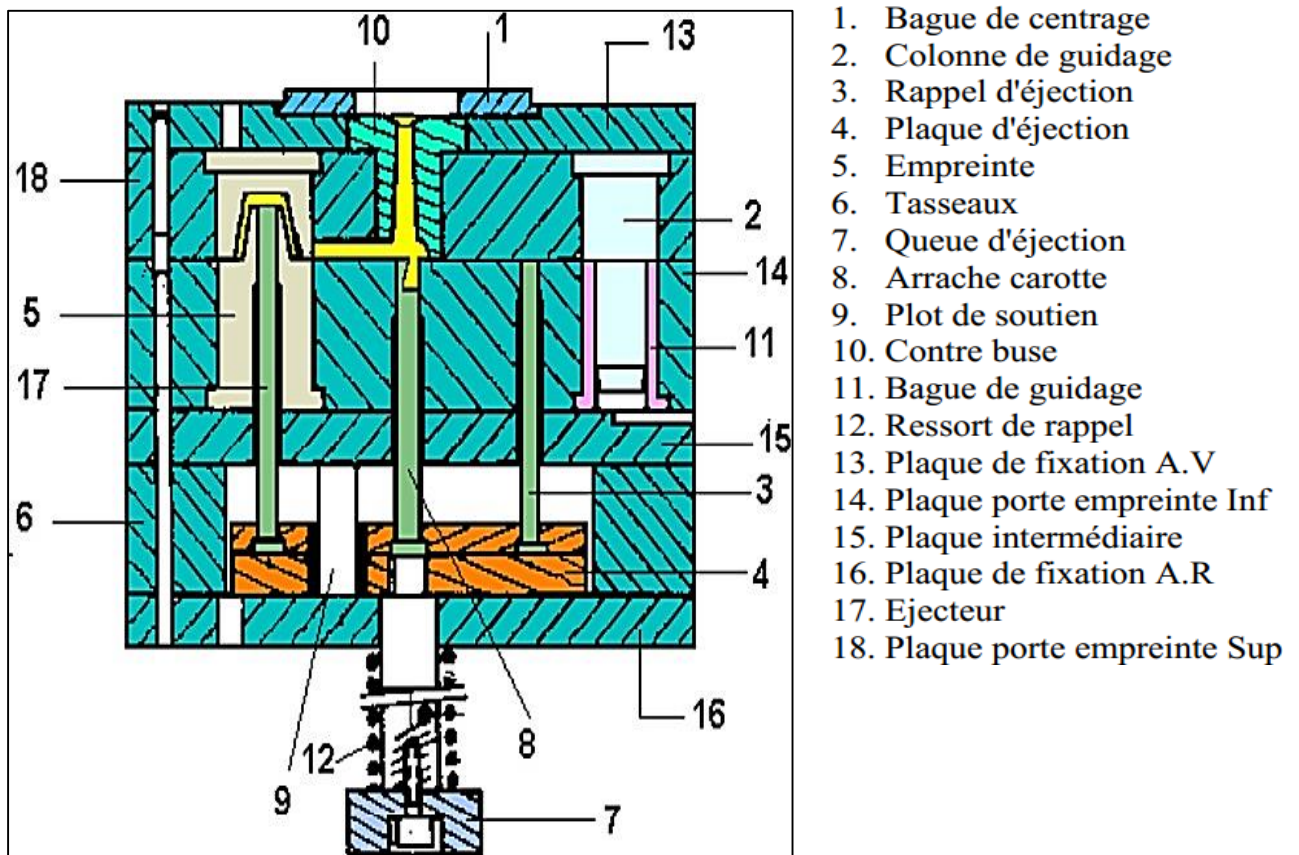 10 1 13
18
2
14
5
11
17
15
6
3
4
16
12
8
9
7
1. Bague de centrage
2. Colonne de guidage
3. Rappel d'éjection
4. Plaque d'éjection
5. Empreinte
6. Tasseaux
7. Queue d'éjection
8. Arrache carotte
9. Plot de soutien
10. Contre buse
11. Bague de guidage
12. Ressort de rappel
13. Plaque de fixation A.V
14. Plaque porte empreinte Inf
15. Plaque intermédiaire
16. Plaque de fixation A.R
17. Ejecteur
18. Plaque porte empreinte Sup